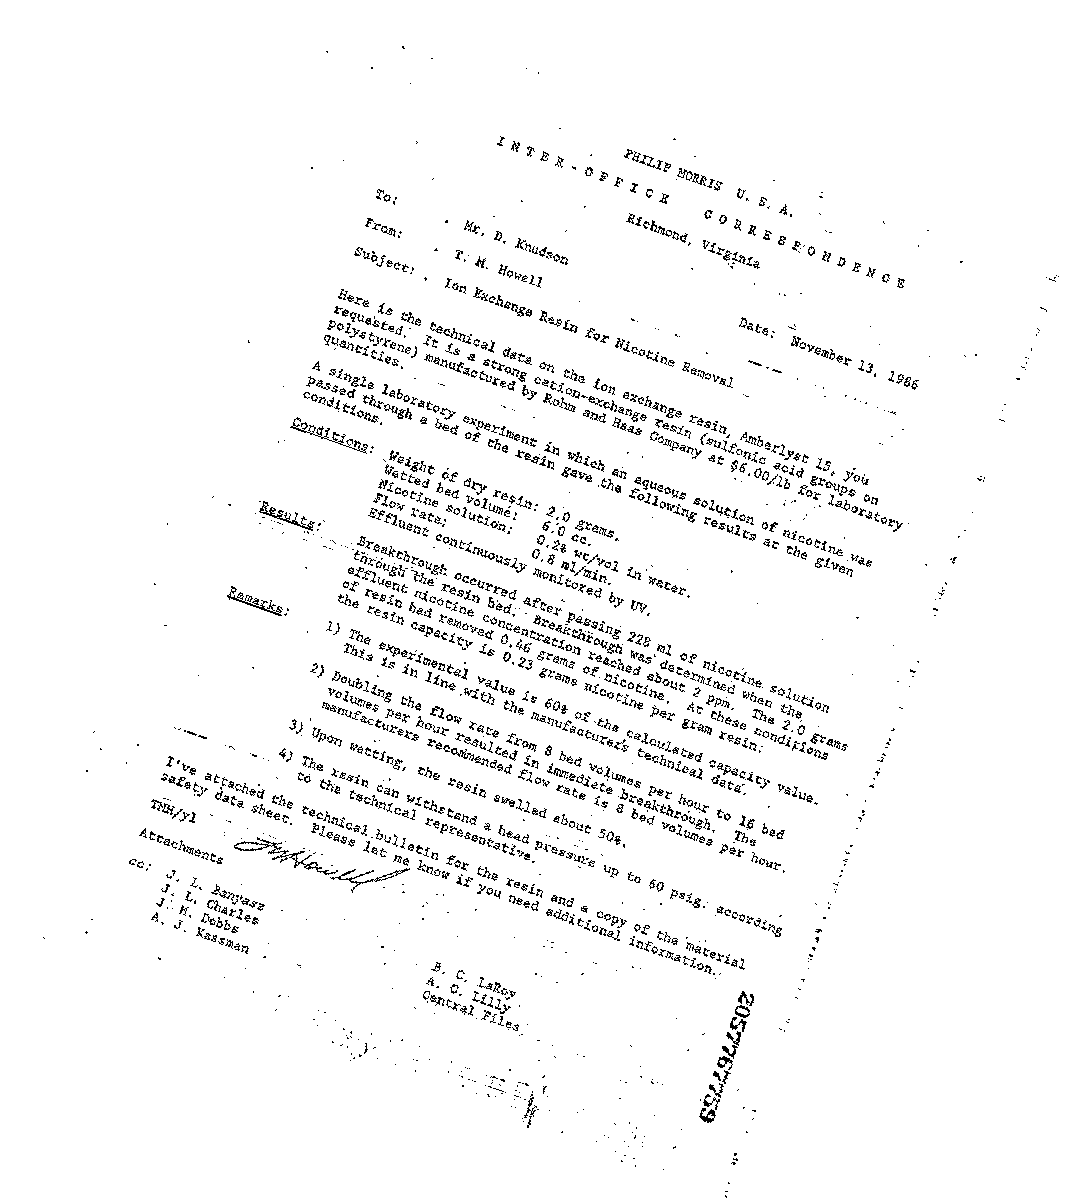 PHILIP MORRIS U. S. A.
INTER-OFFICE CORRESPONDENCE
Richmond, Virginia
To: Mr. D. Knudson
Date: November 13, 1986
From: T. M. Howell
Subject: Ion Exchange Resin for Nicotine Removal
Here is the technical data on the ion exchange resin, Amberlyst 15, you
requested. It is a strong cation-exchange resin (sulfonic acid groups on
polystyrene) manufactured by Rohm and Haas Company at $6.00/lb for laboratory
quantities.
A single laboratory experiment in which an aqueous solution of nicotine was
passed through a bed of the resin gave the following results at the given
conditions.
Conditions: Weight of dry resin: 2.0 grams.
Wetted bed volume: 6.0 cc.
Nicotine solution: 0.2% wt/vol in water.
Flow rate: 0.8 ml/min.
Effluent continuously monitored by UV.
Results: Breakthrough occurred after passing 228 ml of nicotine solution
through the resin bed. Breakthrough was determined when the
effluent nicotine concentration reached about 2 ppm. The 2.0 grams
of resin bed removed 0.46 grams of nicotine. At these conditions
the resin capacity is 0.23 grams nicotine per gram resin.
Remarks: 1) The experimental value is 60% of the calculated capacity value.
This is in line with the manufacturer's technical data.
2) Doubling the flow rate from 8 bed volumes per hour to 16 bed
volumes per hour resulted in immediate breakthrough. The
manufacturers recommended flow rate is 8 bed volumes per hour.
3) Upon wetting, the resin swelled about 50%.
4) The resin can withstand a head pressure up to 60 psig. according
to the technical representative.
I've attached the technical bulletin for the resin and a copy of the material
safety data sheet. Please let me know if you need additional information.
TMH/yl
Attachments
cc: J. L. Banyasz
J. L. Charles
J. M. Dobbs
A. J. Kassman
B. C. LaRoy
A. C. Lilly
Central Files
2057767759